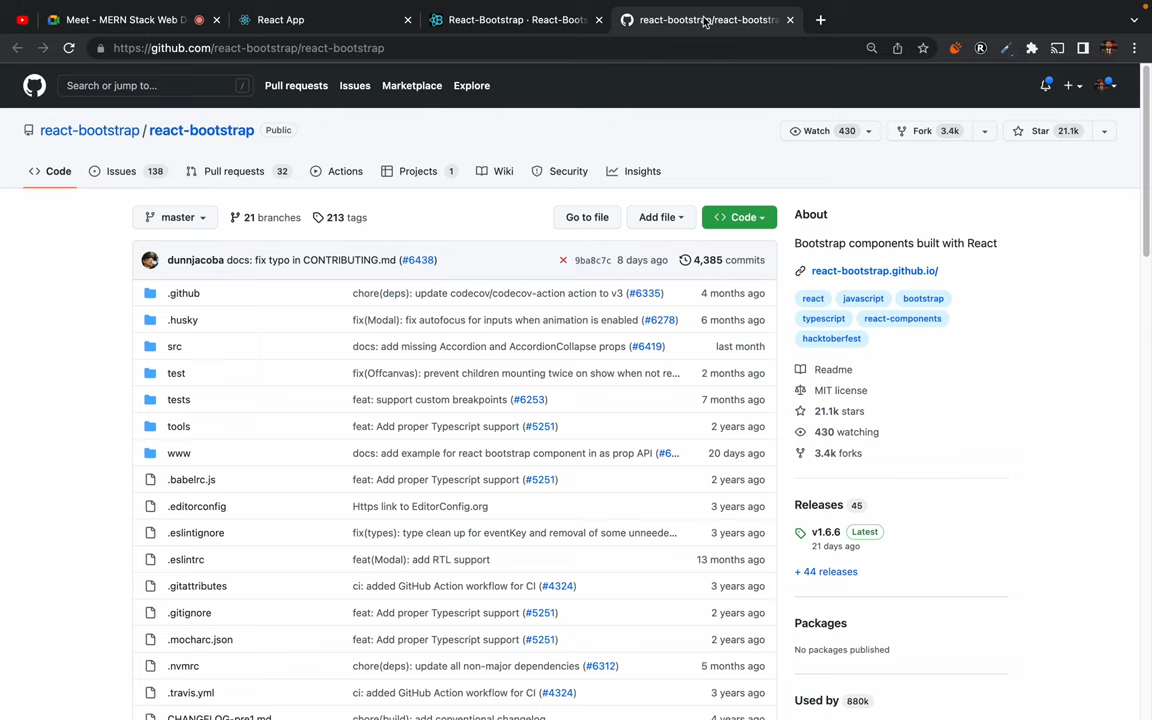 Meet - MERN Stack Web D
React App
React-Bootstrap · React-Boots
react-bootstrap/react-bootstra
https://github.com/react-bootstrap/react-bootstrap
Search or jump to...
/
Pull requests
Issues
Marketplace
Explore
react-bootstrap / react-bootstrap
Public
Watch 430
Fork 3.4k
Star 21.1k
Code
Issues 138
Pull requests 32
Actions
Projects 1
Wiki
Security
Insights
master
21 branches
213 tags
Go to file
Add file
Code
dunnjacoba docs: fix typo in CONTRIBUTING.md (#6438)
9ba8c7c 8 days ago
4,385 commits
.github chore(deps): update codecov/codecov-action action to v3 (#6335) 4 months ago
.husky fix(Modal): fix autofocus for inputs when animation is enabled (#6278) 6 months ago
src docs: add missing Accordion and AccordionCollapse props (#6419) last month
test fix(Offcanvas): prevent children mounting twice on show when not re... 2 months ago
tests feat: support custom breakpoints (#6253) 7 months ago
tools feat: Add proper Typescript support (#5251) 2 years ago
www docs: add example for react bootstrap component in as prop API (#6... 20 days ago
.babelrc.js feat: Add proper Typescript support (#5251) 2 years ago
.editorconfig Https link to EditorConfig.org 3 years ago
.eslintignore fix(types): type clean up for eventKey and removal of some unneede... 3 years ago
.eslintrc feat(Modal): add RTL support 13 months ago
.gitattributes ci: added GitHub Action workflow for CI (#4324) 3 years ago
.gitignore feat: Add proper Typescript support (#5251) 2 years ago
.mocharc.json feat: Add proper Typescript support (#5251) 2 years ago
.nvmrc chore(deps): update all non-major dependencies (#6312) 5 months ago
.travis.yml ci: added GitHub Action workflow for CI (#4324) 3 years ago
CHANGELOG-pre1.md chore(build): add conventional changelog 4 years ago
About
Bootstrap components built with React
react-bootstrap.github.io/
react
javascript
bootstrap
typescript
react-components
hacktoberfest
Readme
MIT license
21.1k stars
430 watching
3.4k forks
Releases 45
v1.6.6 Latest
21 days ago
+ 44 releases
Packages
No packages published
Used by 880k